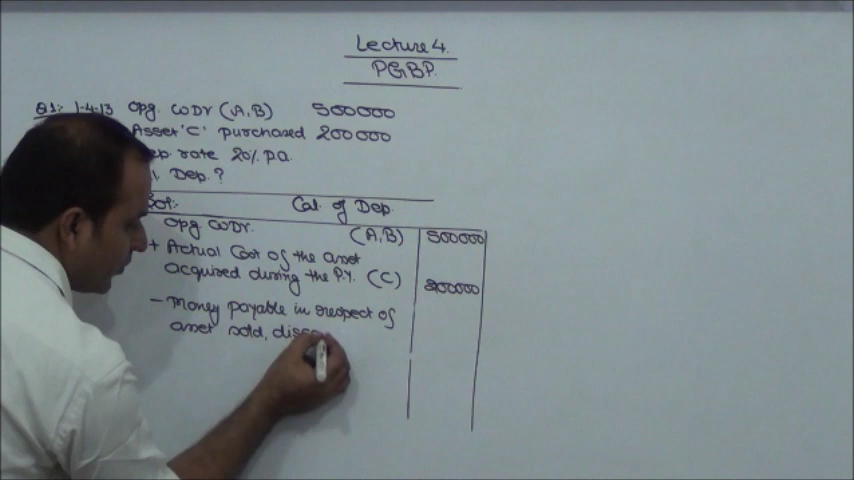 Lecture 4.
PGBP.
Q1:- 1-4-13 Opg. WDV (A,B) 500000
Asset 'C' purchased 200000
ep. rate 20% p.a.
Dep.?
Sol:- Cal. of Dep.
Opg WDV. (A,B) 500000
+ Actual Cost of the asset
acquired during the P.Y. (C) 200000
- Money payable in respect of
asset sold, disc